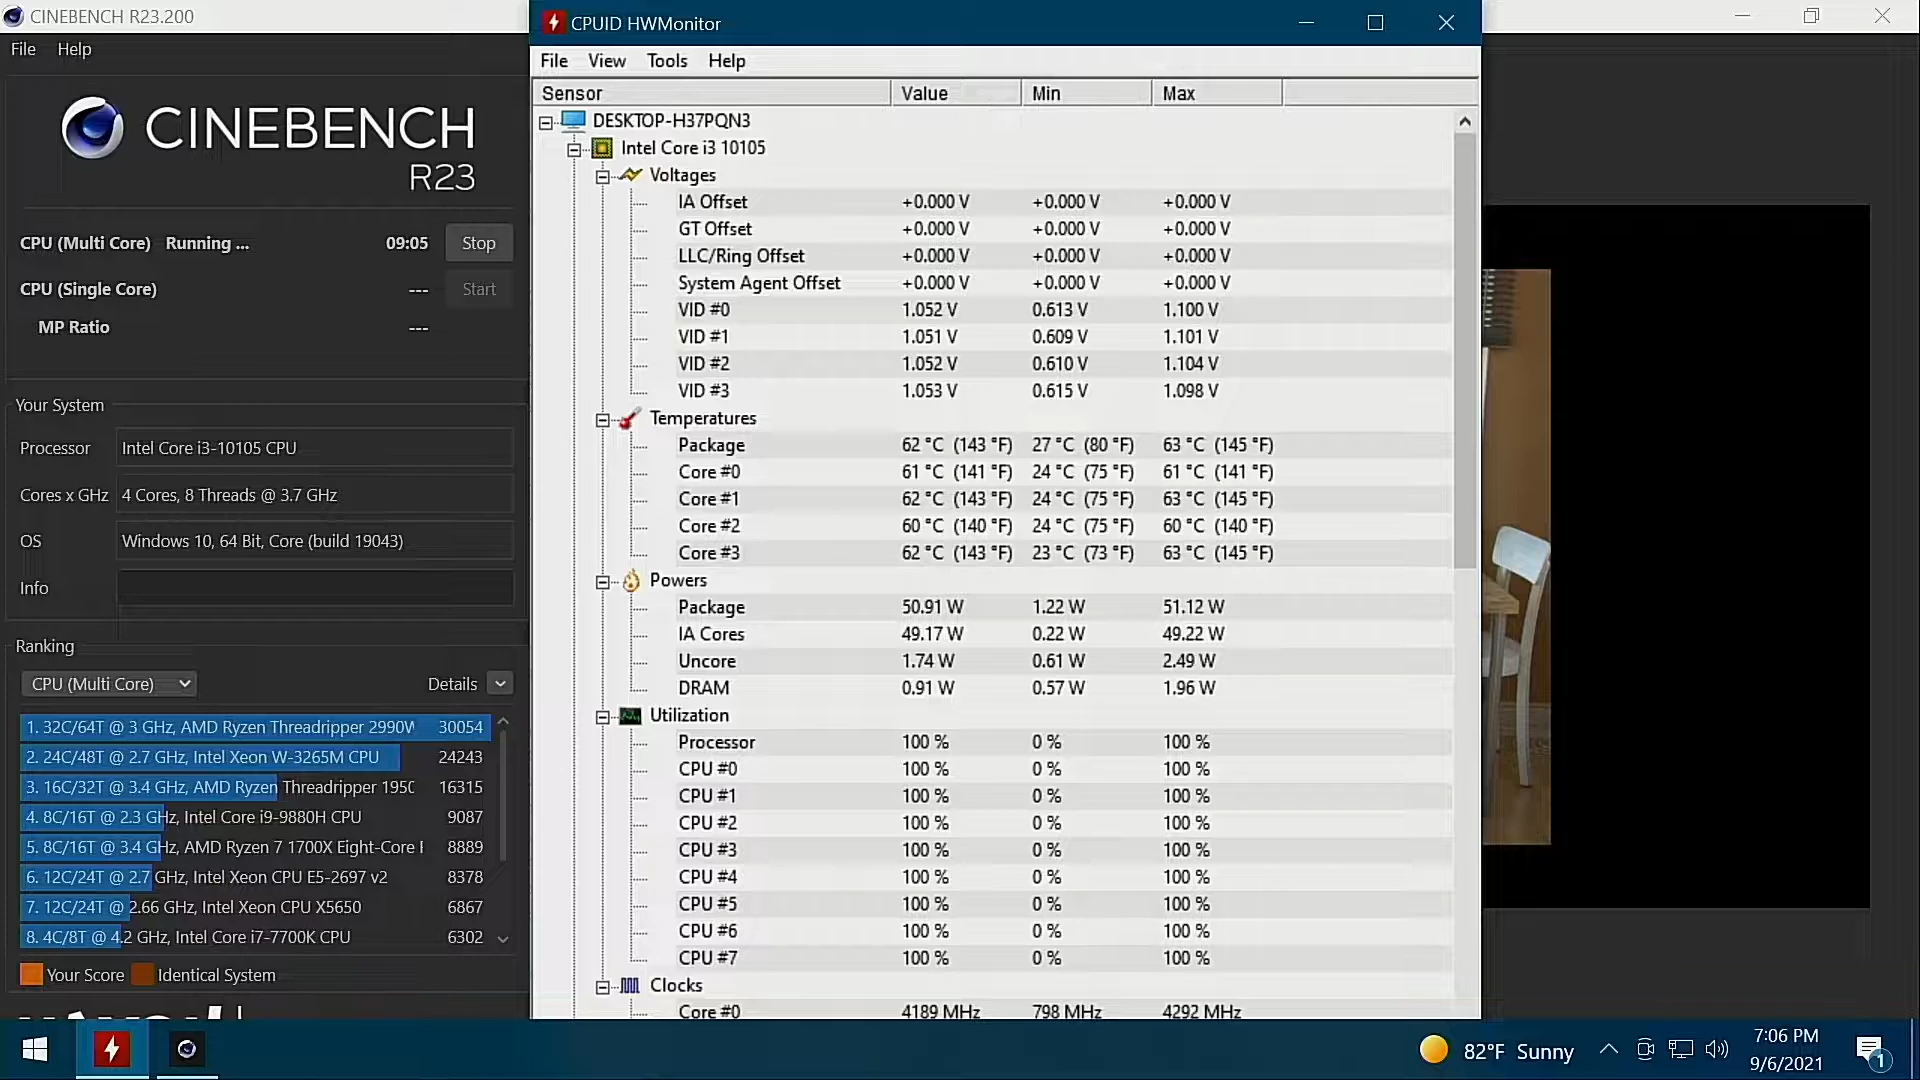 CINEBENCH R23.200
File Help
CINEBENCH
R23
CPU (Multi Core) Running ... 09:05 Stop
CPU (Single Core) --- Start
MP Ratio ---
Your System
Processor Intel Core i3-10105 CPU
Cores x GHz 4 Cores, 8 Threads @ 3.7 GHz
OS Windows 10, 64 Bit, Core (build 19043)
Info
Ranking
CPU (Multi Core) Details
1. 32C/64T @ 3 GHz, AMD Ryzen Threadripper 2990W 30054
2. 24C/48T @ 2.7 GHz, Intel Xeon W-3265M CPU 24243
3. 16C/32T @ 3.4 GHz, AMD Ryzen Threadripper 1950 16315
4. 8C/16T @ 2.3 GHz, Intel Core i9-9880H CPU 9087
5. 8C/16T @ 3.4 GHz, AMD Ryzen 7 1700X Eight-Core 8889
6. 12C/24T @ 2.7 GHz, Intel Xeon CPU E5-2697 v2 8378
7. 12C/24T @ 2.66 GHz, Intel Xeon CPU X5650 6867
8. 4C/8T @ 4.2 GHz, Intel Core i7-7700K CPU 6302
Your Score Identical System
CPUID HWMonitor
File View Tools Help
Sensor Value Min Max
DESKTOP-H37PQN3
Intel Core i3 10105
Voltages
IA Offset +0.000 V +0.000 V +0.000 V
GT Offset +0.000 V +0.000 V +0.000 V
LLC/Ring Offset +0.000 V +0.000 V +0.000 V
System Agent Offset +0.000 V +0.000 V +0.000 V
VID #0 1.052 V 0.613 V 1.100 V
VID #1 1.051 V 0.609 V 1.101 V
VID #2 1.052 V 0.610 V 1.104 V
VID #3 1.053 V 0.615 V 1.098 V
Temperatures
Package 62 °C (143 °F) 27 °C (80 °F) 63 °C (145 °F)
Core #0 61 °C (141 °F) 24 °C (75 °F) 61 °C (141 °F)
Core #1 62 °C (143 °F) 24 °C (75 °F) 63 °C (145 °F)
Core #2 60 °C (140 °F) 24 °C (75 °F) 60 °C (140 °F)
Core #3 62 °C (143 °F) 23 °C (73 °F) 63 °C (145 °F)
Powers
Package 50.91 W 1.22 W 51.12 W
IA Cores 49.17 W 0.22 W 49.22 W
Uncore 1.74 W 0.61 W 2.49 W
DRAM 0.91 W 0.57 W 1.96 W
Utilization
Processor 100 % 0 % 100 %
CPU #0 100 % 0 % 100 %
CPU #1 100 % 0 % 100 %
CPU #2 100 % 0 % 100 %
CPU #3 100 % 0 % 100 %
CPU #4 100 % 0 % 100 %
CPU #5 100 % 0 % 100 %
CPU #6 100 % 0 % 100 %
CPU #7 100 % 0 % 100 %
Clocks
Core #0 4189 MHz 798 MHz 4292 MHz
82°F Sunny
7:06 PM
9/6/2021
1